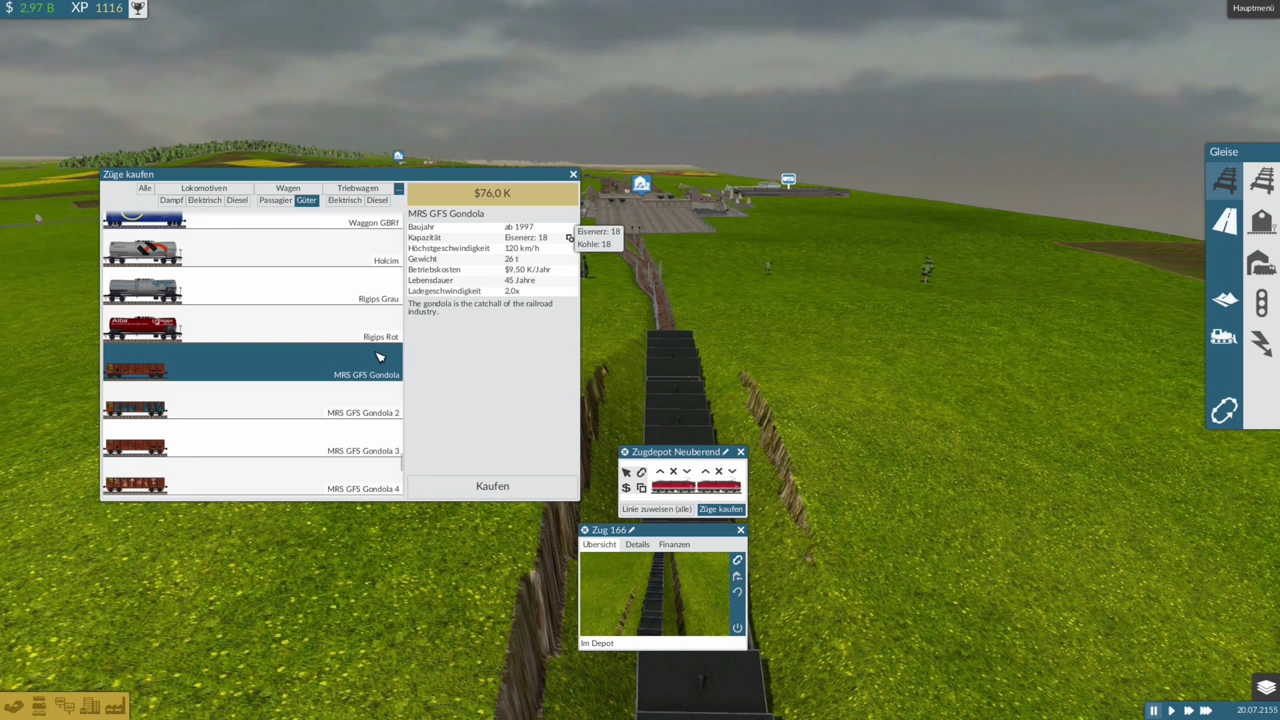 $ 2,97 B XP 1116
Hauptmenü
Gleise
Züge kaufen
Alle Lokomotiven Wagen Triebwagen ...
Dampf Elektrisch Diesel Passagier Güter Elektrisch Diesel
Waggon GBRf
Holcim
Rigips Grau
Rigips Rot
MRS GFS Gondola
MRS GFS Gondola 2
MRS GFS Gondola 3
MRS GFS Gondola 4
$76,0 K
MRS GFS Gondola
Baujahr ab 1997
Kapazität Eisenerz: 18
Höchstgeschwindigkeit 120 km/h
Gewicht 26 t
Betriebskosten $9,50 K/Jahr
Lebensdauer 45 Jahre
Ladegeschwindigkeit 2,0x
The gondola is the catchall of the railroad
industry.
Kaufen
Eisenerz: 18
Kohle: 18
Zugdepot Neuberend
Linie zuweisen (alle) Züge kaufen
Zug 166
Übersicht Details Finanzen
Im Depot
20.07.2155